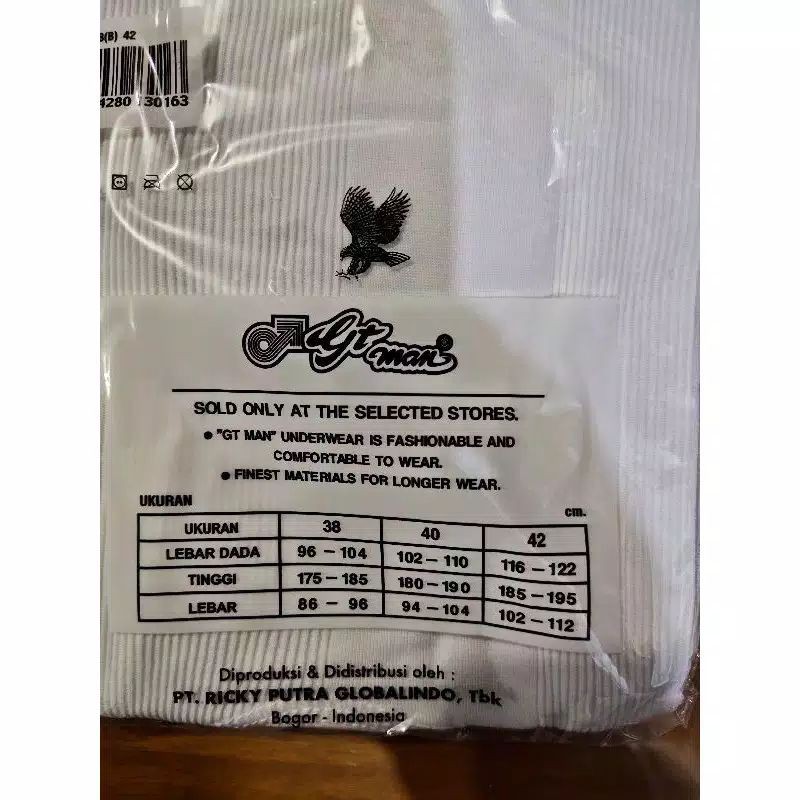 B(B) 42
4280 130163
Gt man
SOLD ONLY AT THE SELECTED STORES.
• "GT MAN" UNDERWEAR IS FASHIONABLE AND
COMFORTABLE TO WEAR.
• FINEST MATERIALS FOR LONGER WEAR.
UKURAN cm.
UKURAN 38 40 42
LEBAR DADA 96 – 104 102 – 110 116 – 122
TINGGI 175 – 185 180 – 190 185 – 195
LEBAR 86 – 96 94 – 104 102 – 112
Diproduksi & Didistribusi oleh :
PT. RICKY PUTRA GLOBALINDO, Tbk
Bogor - Indonesia